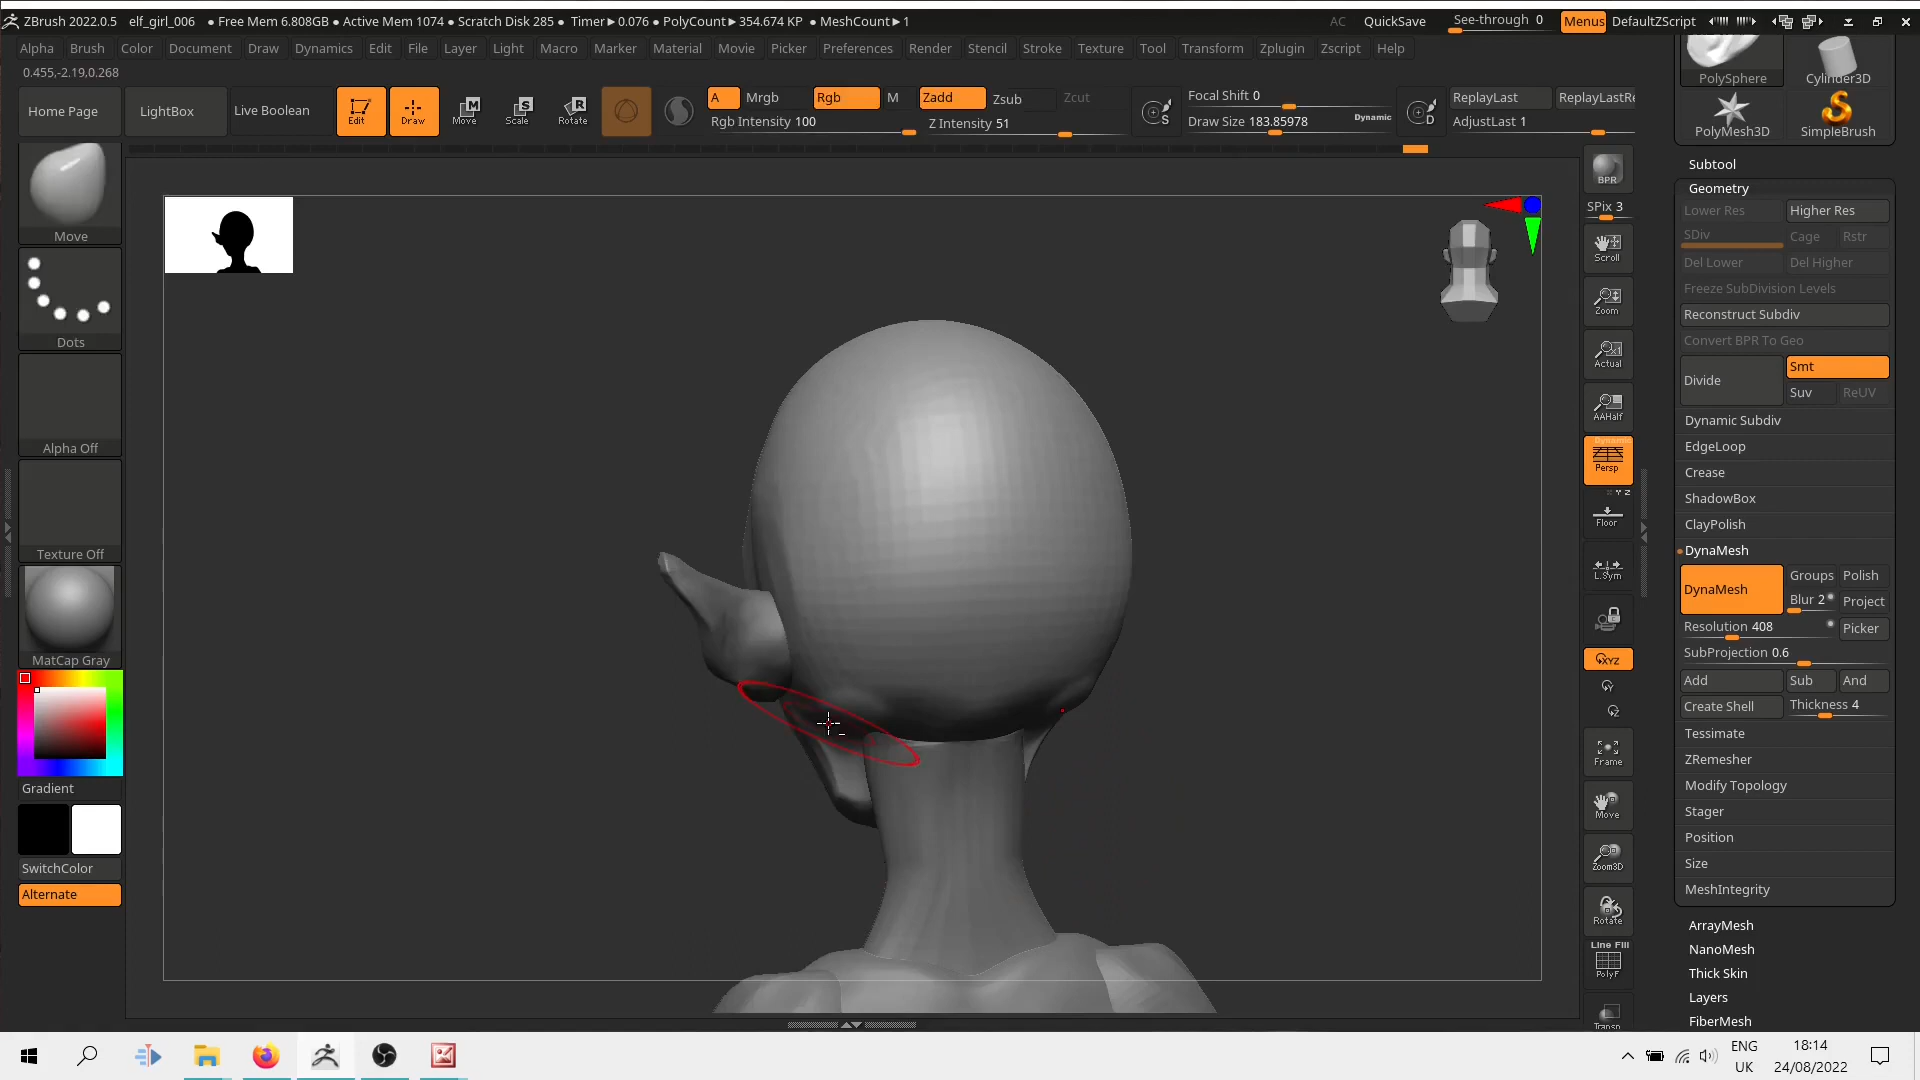 ZBrush 2022.0.5 elf_girl_006 ● Free Mem 6.808GB ● Active Mem 1074 ● Scratch Disk 285 ● Timer►0.076 ● PolyCount►354.674 KP ● MeshCount►1 AC QuickSave See-through 0 Menus DefaultZScript
Alpha Brush Color Document Draw Dynamics Edit File Layer Light Macro Marker Material Movie Picker Preferences Render Stencil Stroke Texture Tool Transform Zplugin Zscript Help
0.455,-2.19,0.268
Home Page LightBox Live Boolean Edit Draw Move Scale Rotate
A Mrgb Rgb M Zadd Zsub Zcut
Rgb Intensity 100 Z Intensity 51
Focal Shift 0
Draw Size 183.85978 Dynamic
ReplayLast ReplayLastRe
AdjustLast 1
Move
Dots
Alpha Off
Texture Off
MatCap Gray
Gradient
SwitchColor
Alternate
BPR
SPix 3
Scroll
Zoom
Actual
AAHalf
Dynamic
Persp
Floor
L.Sym
XYZ
Frame
Move
Zoom3D
Rotate
Line Fill
PolyF
Transp
PolySphere Cylinder3D
PolyMesh3D SimpleBrush
Subtool
Geometry
Lower Res Higher Res
SDiv Cage Rstr
Del Lower Del Higher
Freeze SubDivision Levels
Reconstruct Subdiv
Convert BPR To Geo
Divide Smt
Suv ReUV
Dynamic Subdiv
EdgeLoop
Crease
ShadowBox
ClayPolish
DynaMesh
DynaMesh Groups Polish
Blur 2 Project
Resolution 408 Picker
SubProjection 0.6
Add Sub And
Create Shell Thickness 4
Tessimate
ZRemesher
Modify Topology
Stager
Position
Size
MeshIntegrity
ArrayMesh
NanoMesh
Thick Skin
Layers
FiberMesh
ENG 18:14
UK 24/08/2022